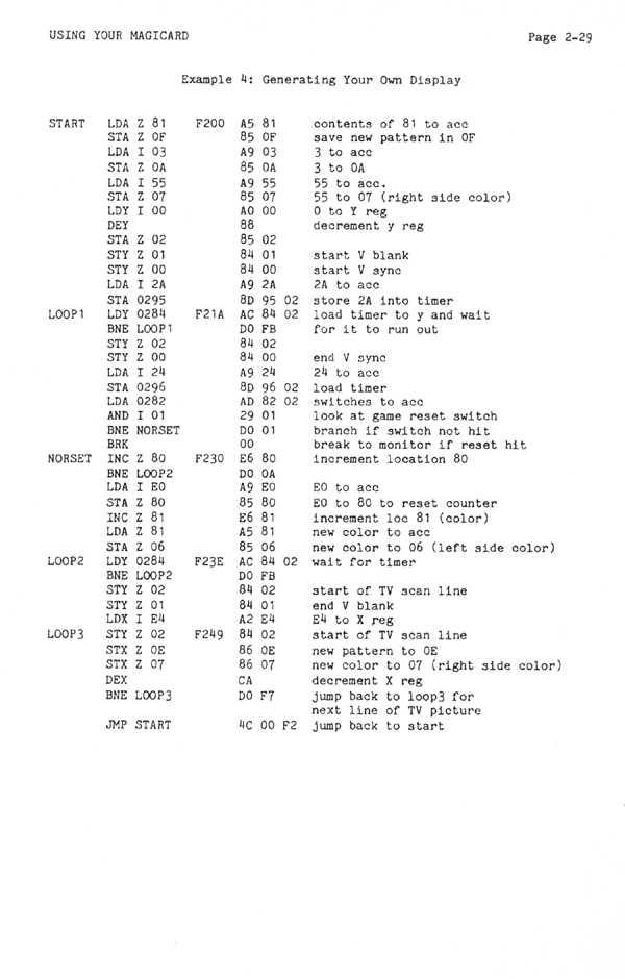 USING YOUR MAGICARD Page 2-29
Example 4: Generating Your Own Display
START LDA Z 81 F200 A5 81 contents of 81 to acc
STA Z 0F 85 0F save new pattern in 0F
LDA I 03 A9 03 3 to acc
STA Z 0A 85 0A 3 to 0A
LDA I 55 A9 55 55 to acc.
STA Z 07 85 07 55 to 07 (right side color)
LDY I 00 A0 00 0 to Y reg
DEY 88 decrement y reg
STA Z 02 85 02
STY Z 01 84 01 start V blank
STY Z 00 84 00 start V sync
LDA I 2A A9 2A 2A to acc
STA 0295 8D 95 02 store 2A into timer
LOOP1 LDY 0284 F21A AC 84 02 load timer to y and wait
BNE LOOP1 D0 FB for it to run out
STY Z 02 84 02
STY Z 00 84 00 end V sync
LDA I 24 A9 24 24 to acc
STA 0296 8D 96 02 load timer
LDA 0282 AD 82 02 switches to acc
AND I 01 29 01 look at game reset switch
BNE NORSET D0 01 branch if switch not hit
BRK 00 break to monitor if reset hit
NORSET INC Z 80 F230 E6 80 increment location 80
BNE LOOP2 D0 0A
LDA I E0 A9 E0 E0 to acc
STA Z 80 85 80 E0 to 80 to reset counter
INC Z 81 E6 81 increment loc 81 (color)
LDA Z 81 A5 81 new color to acc
STA Z 06 85 06 new color to 06 (left side color)
LOOP2 LDY 0284 F23E AC 84 02 wait for timer
BNE LOOP2 D0 FB
STY Z 02 84 02 start of TV scan line
STY Z 01 84 01 end V blank
LDX I E4 A2 E4 E4 to X reg
LOOP3 STY Z 02 F249 84 02 start of TV scan line
STX Z 0E 86 0E new pattern to 0E
STX Z 07 86 07 new color to 07 (right side color)
DEX CA decrement X reg
BNE LOOP3 D0 F7 jump back to loop3 for
next line of TV picture
JMP START 4C 00 F2 jump back to start